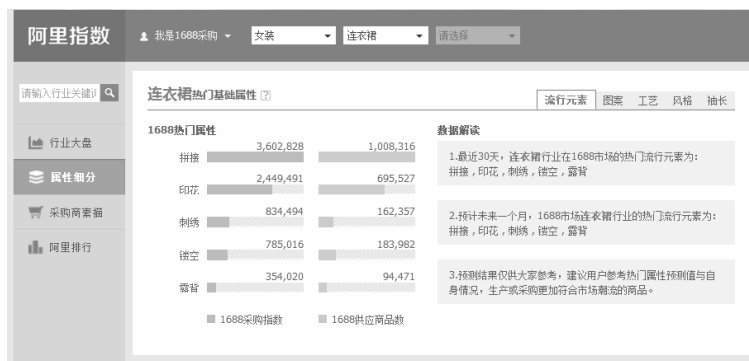 阿里指数
我是1688采购
女装
连衣裙
请选择
请输入行业关键词
行业大盘
属性细分
采购商素描
阿里排行
连衣裙热门基础属性 ?
流行元素 图案 工艺 风格 袖长
1688热门属性
拼接 3,602,828 1,008,316
印花 2,449,491 695,527
刺绣 834,494 162,357
镂空 785,016 183,982
露背 354,020 94,471
1688采购指数 1688供应商品数
数据解读
1.最近30天，连衣裙行业在1688市场的热门流行元素为：
拼接，印花，刺绣，镂空，露背
2.预计未来一个月，1688市场连衣裙行业的热门流行元素为：
拼接，印花，刺绣，镂空，露背
3.预测结果仅供大家参考，建议用户参考热门属性预测值与自
身情况，生产或采购更加符合市场潮流的商品。